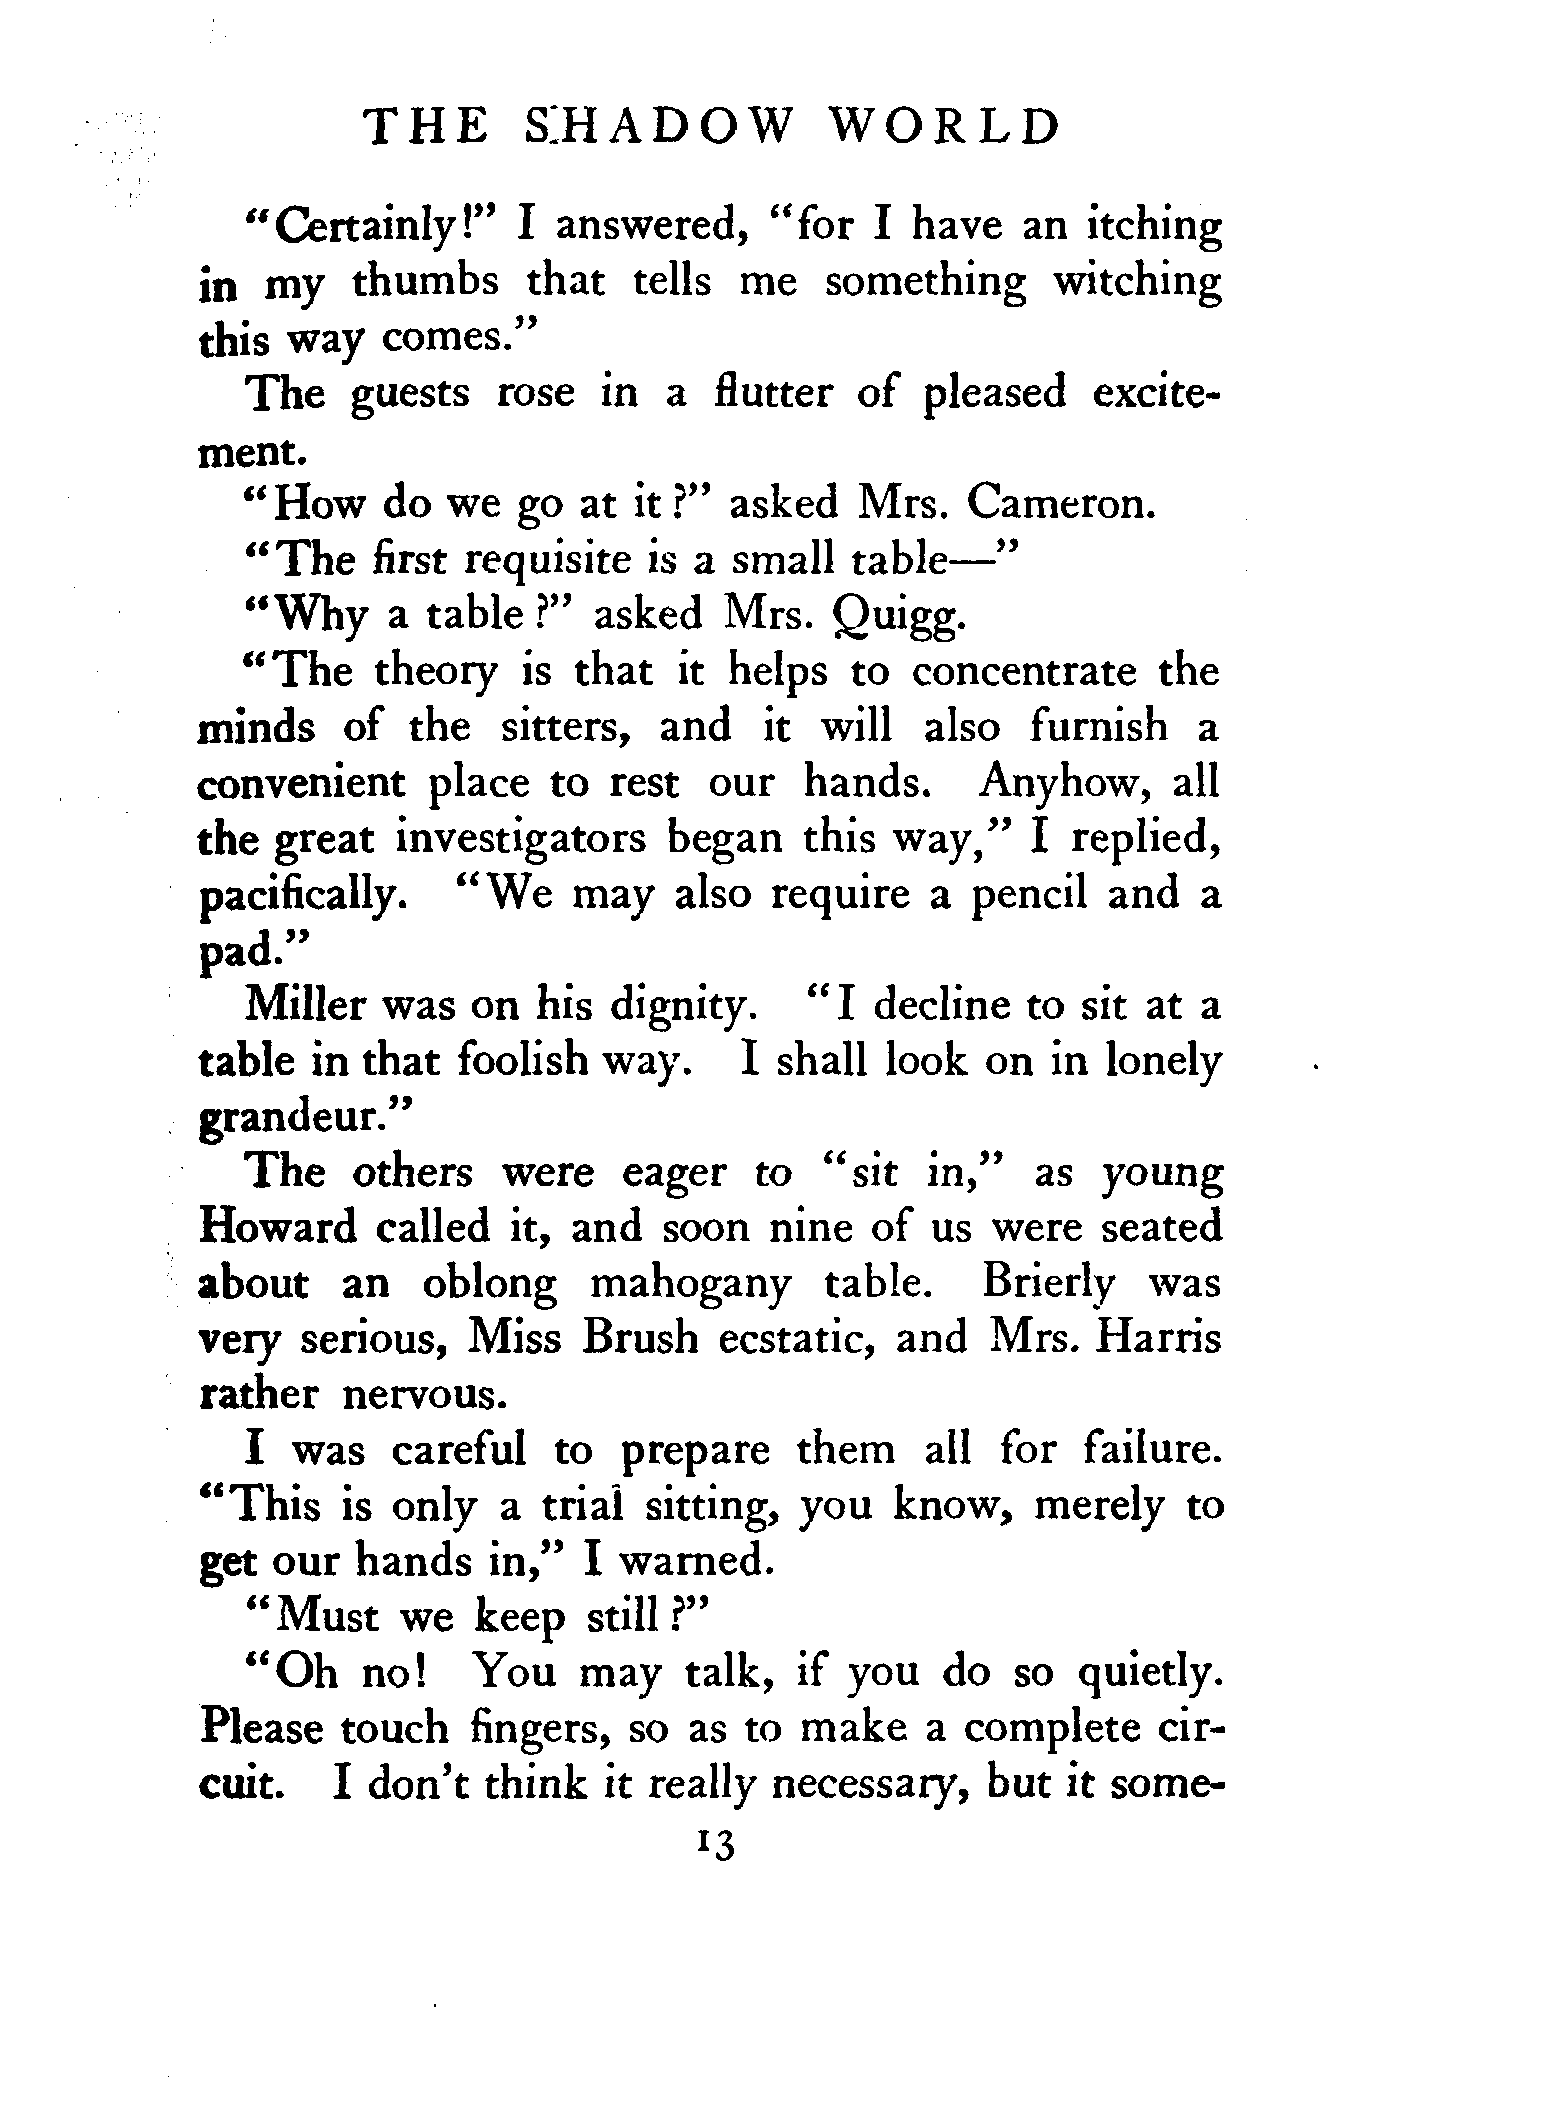 THE SHADOW WORLD
“Certainly!” I answered, “for I have an itching
in my thumbs that tells me something witching
this way comes.”
The guests rose in a flutter of pleased excite-
ment.
“How do we go at it?” asked Mrs. Cameron.
“The first requisite is a small table—”
“Why a table?” asked Mrs. Quigg.
“The theory is that it helps to concentrate the
minds of the sitters, and it will also furnish a
convenient place to rest our hands. Anyhow, all
the great investigators began this way,” I replied,
pacifically. “We may also require a pencil and a
pad.”
Miller was on his dignity. “I decline to sit at a
table in that foolish way. I shall look on in lonely
grandeur.”
The others were eager to “sit in,” as young
Howard called it, and soon nine of us were seated
about an oblong mahogany table. Brierly was
very serious, Miss Brush ecstatic, and Mrs. Harris
rather nervous.
I was careful to prepare them all for failure.
“This is only a trial sitting, you know, merely to
get our hands in,” I warned.
“Must we keep still?”
“Oh no! You may talk, if you do so quietly.
Please touch fingers, so as to make a complete cir-
cuit. I don’t think it really necessary, but it some-
13